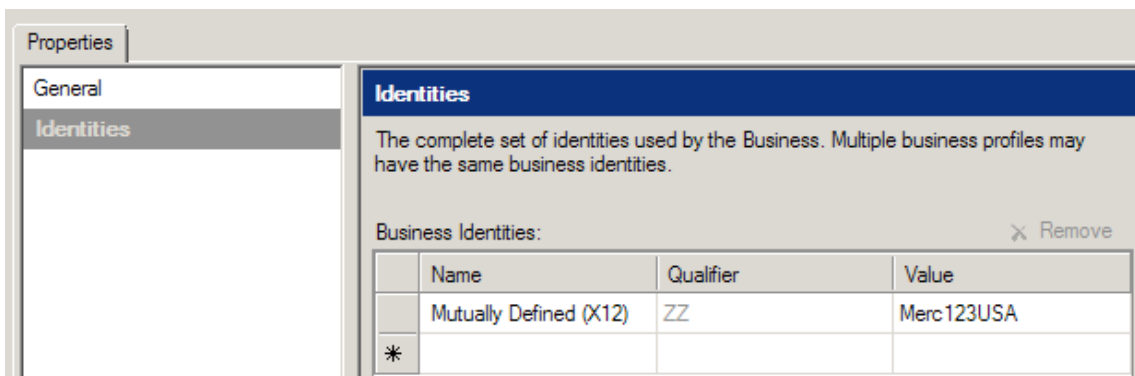 Properties
General
Identities
Identities
The complete set of identities used by the Business. Multiple business profiles may
have the same business identities.
Business Identities:
Remove
Name Qualifier Value
Mutually Defined (X12) ZZ Merc123USA